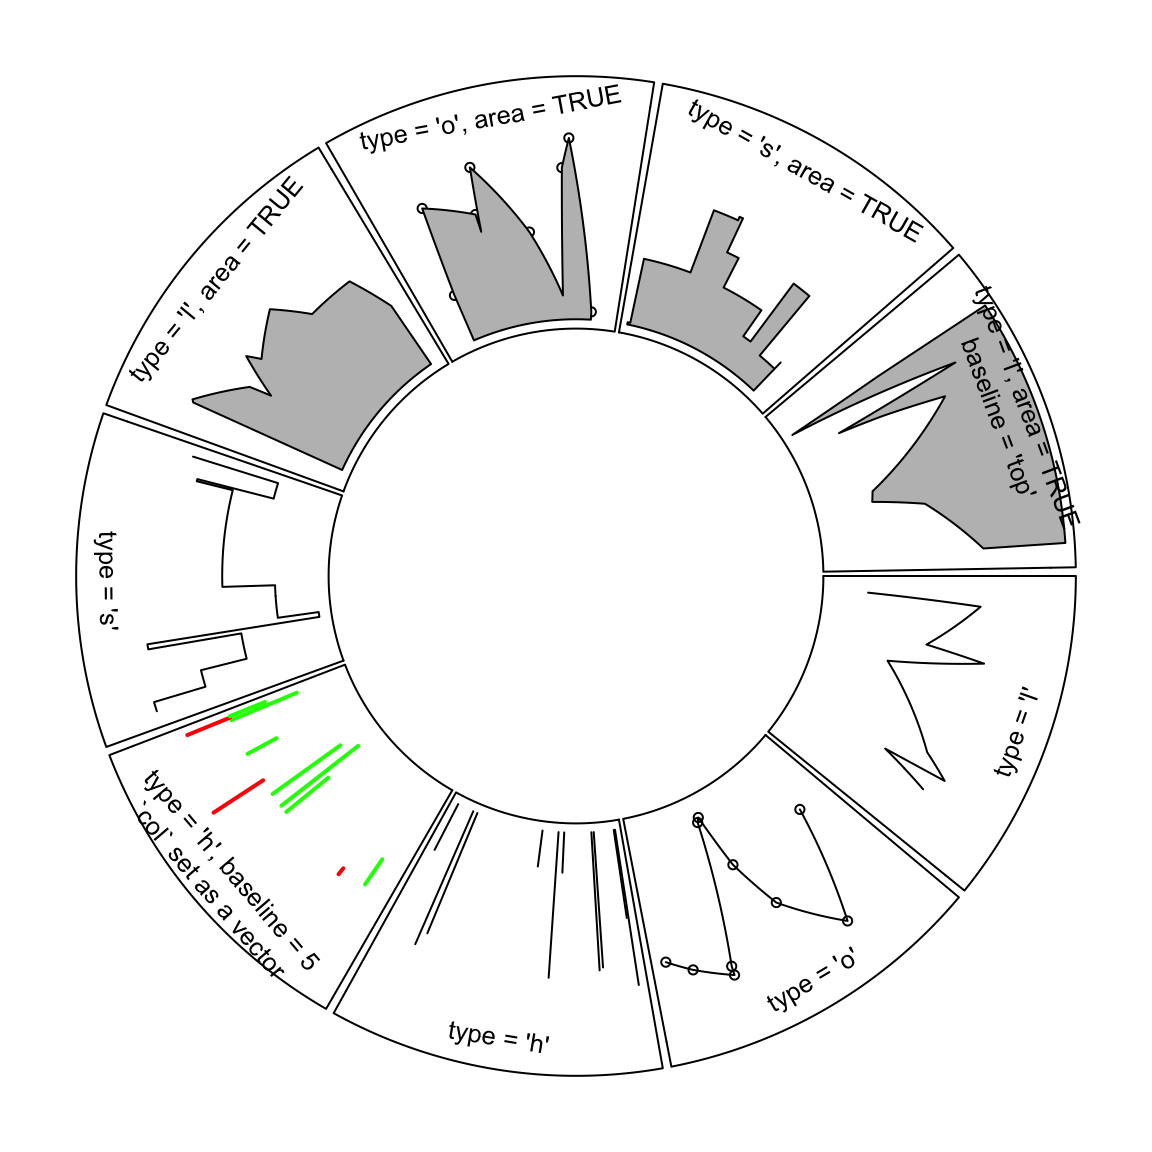 type = 'l'
type = 'o'
type = 'h'
type = 'h', baseline = 5
`col` set as a vector
type = 's'
type = 'l', area = TRUE
type = 'o', area = TRUE
type = 's', area = TRUE
type = 'l', area = TRUE
baseline = 'top'